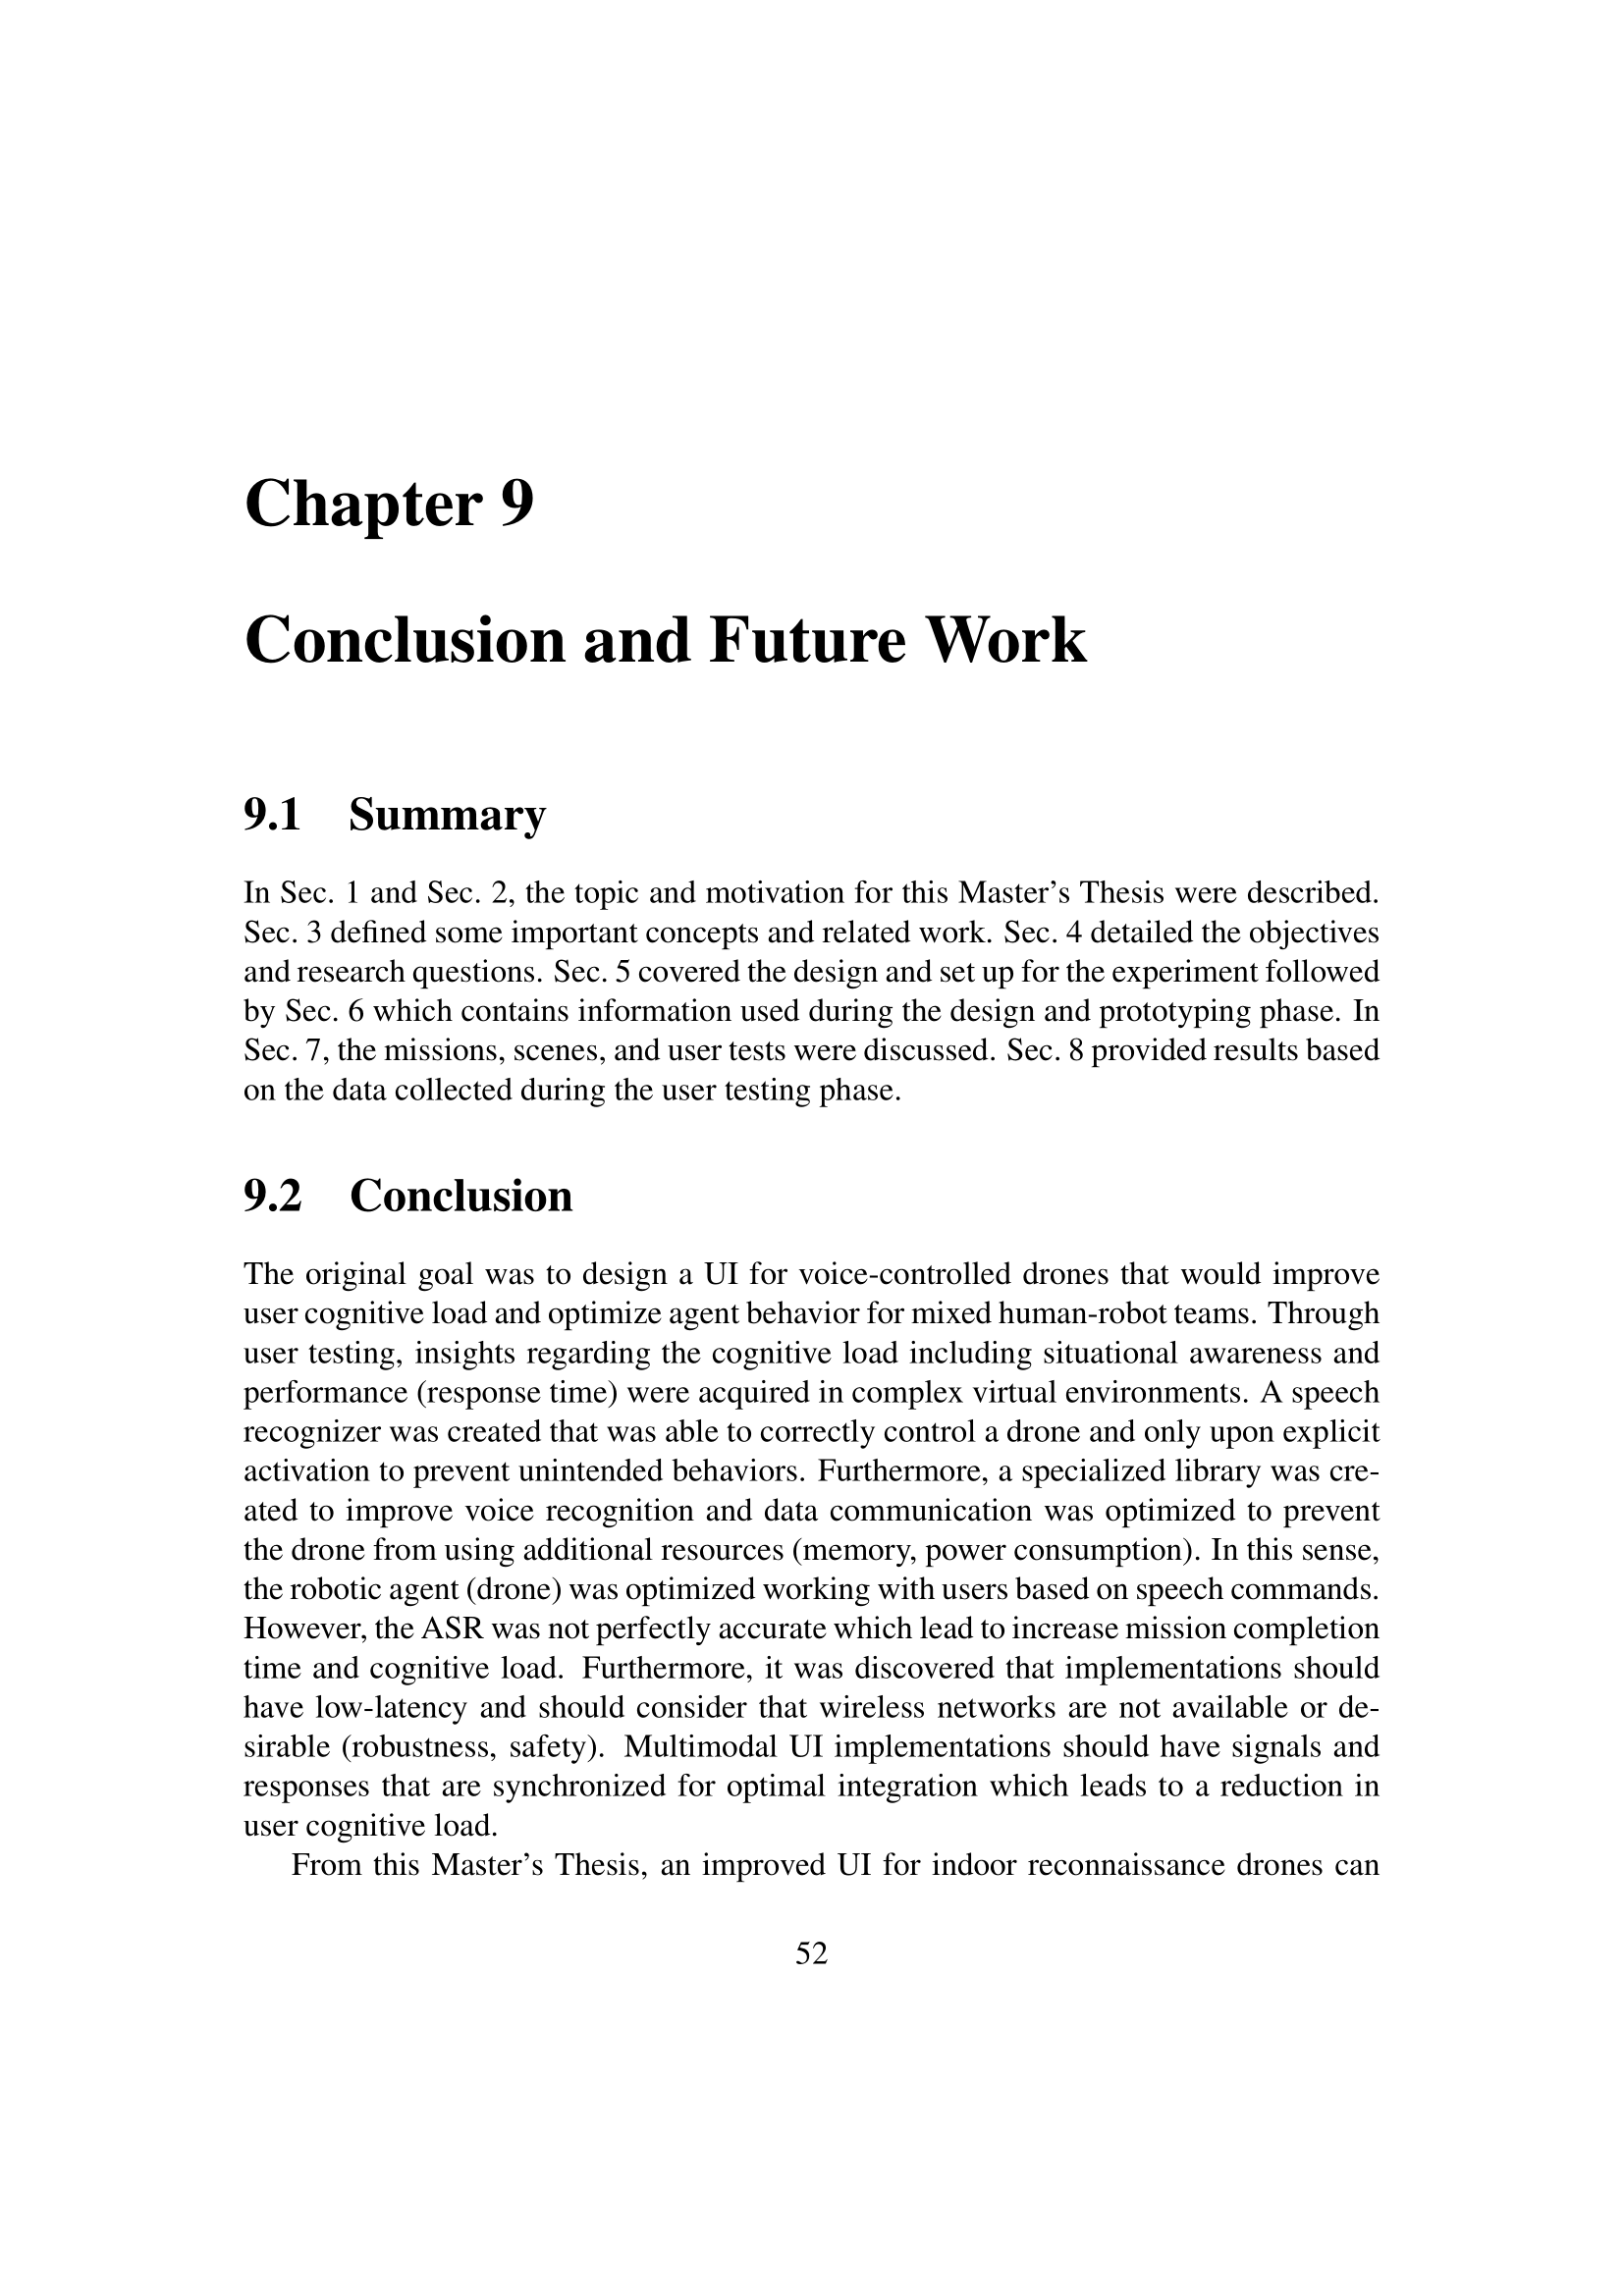 Chapter 9
Conclusion and Future Work
9.1 Summary
In Sec. 1 and Sec. 2, the topic and motivation for this Master’s Thesis were described.
Sec. 3 defined some important concepts and related work. Sec. 4 detailed the objectives
and research questions. Sec. 5 covered the design and set up for the experiment followed
by Sec. 6 which contains information used during the design and prototyping phase. In
Sec. 7, the missions, scenes, and user tests were discussed. Sec. 8 provided results based
on the data collected during the user testing phase.
9.2 Conclusion
The original goal was to design a UI for voice-controlled drones that would improve
user cognitive load and optimize agent behavior for mixed human-robot teams. Through
user testing, insights regarding the cognitive load including situational awareness and
performance (response time) were acquired in complex virtual environments. A speech
recognizer was created that was able to correctly control a drone and only upon explicit
activation to prevent unintended behaviors. Furthermore, a specialized library was cre-
ated to improve voice recognition and data communication was optimized to prevent
the drone from using additional resources (memory, power consumption). In this sense,
the robotic agent (drone) was optimized working with users based on speech commands.
However, the ASR was not perfectly accurate which lead to increase mission completion
time and cognitive load. Furthermore, it was discovered that implementations should
have low-latency and should consider that wireless networks are not available or de-
sirable (robustness, safety). Multimodal UI implementations should have signals and
responses that are synchronized for optimal integration which leads to a reduction in
user cognitive load.
From this Master’s Thesis, an improved UI for indoor reconnaissance drones can
52